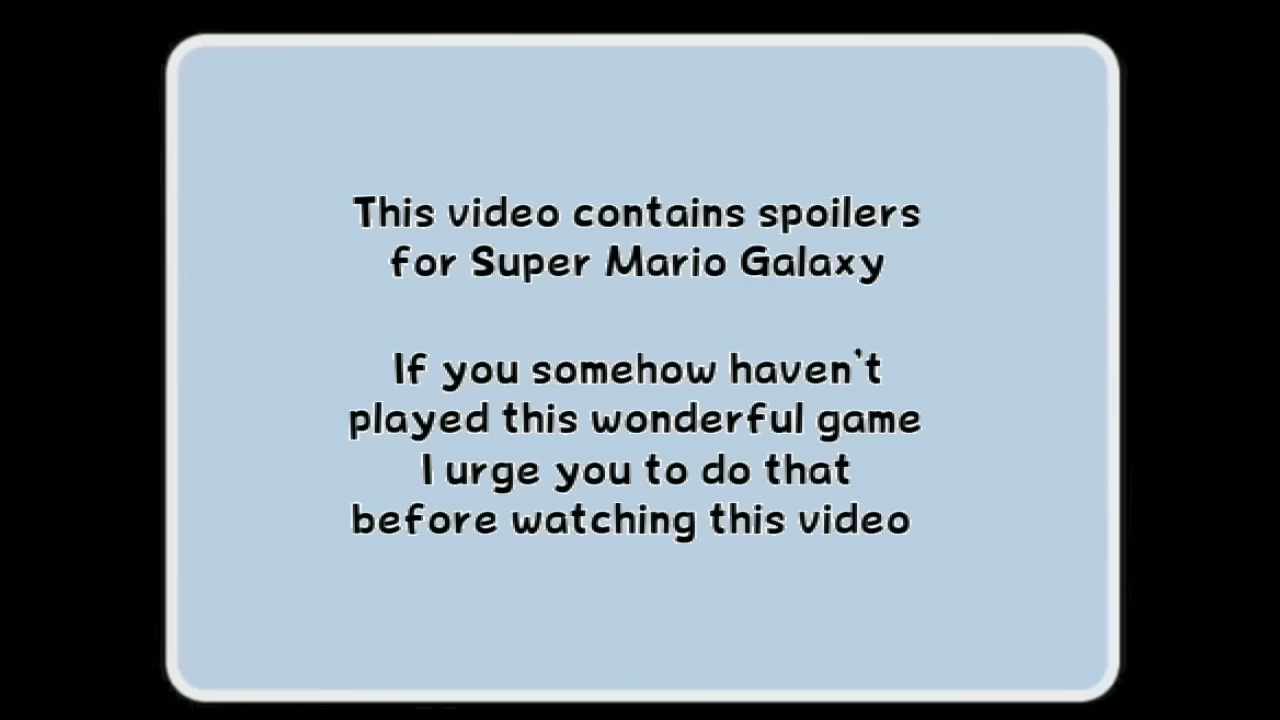 This video contains spoilers
for Super Mario Galaxy
If you somehow haven't
played this wonderful game
I urge you to do that
before watching this video